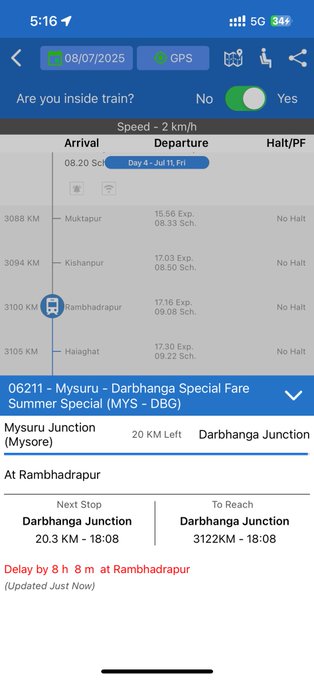 5:16
5G 34
08/07/2025 GPS
Are you inside train? No Yes
Speed - 2 km/h
Arrival Departure Halt/PF
08.20 Sch Day 4 - Jul 11, Fri
3088 KM Muktapur 15.56 Exp. No Halt
08.33 Sch.
3094 KM Kishanpur 17.03 Exp. No Halt
08.50 Sch.
3100 KM Rambhadrapur 17.16 Exp. No Halt
09.08 Sch.
3105 KM Haiaghat 17.30 Exp. No Halt
09.22 Sch.
06211 - Mysuru - Darbhanga Special Fare
Summer Special (MYS - DBG)
Mysuru Junction
(Mysore)
20 KM Left
Darbhanga Junction
At Rambhadrapur
Next Stop
Darbhanga Junction
20.3 KM - 18:08
To Reach
Darbhanga Junction
3122KM - 18:08
Delay by 8 h 8 m at Rambhadrapur
(Updated Just Now)